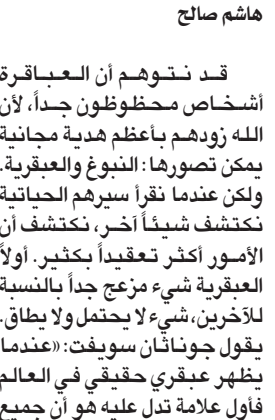 هاشم صالح
قد نتوهم أن العباقرة
أشخاص محظوظون جداً، لأن
الله زودهم بأعظم هدية مجانية
يمكن تصورها: النبوغ والعبقرية.
ولكن عندما نقرأ سيرهم الحياتية
نكتشف شيئاً آخر، نكتشف أن
الأمور أكثر تعقيداً بكثير. أولاً
العبقرية شيء مزعج جداً بالنسبة
للآخرين، شيء لا يحتمل ولا يطاق.
يقول جوناثان سويفت: «عندما
يظهر عبقري حقيقي في العالم
فأول علامة تدل عليه هو أن جميع